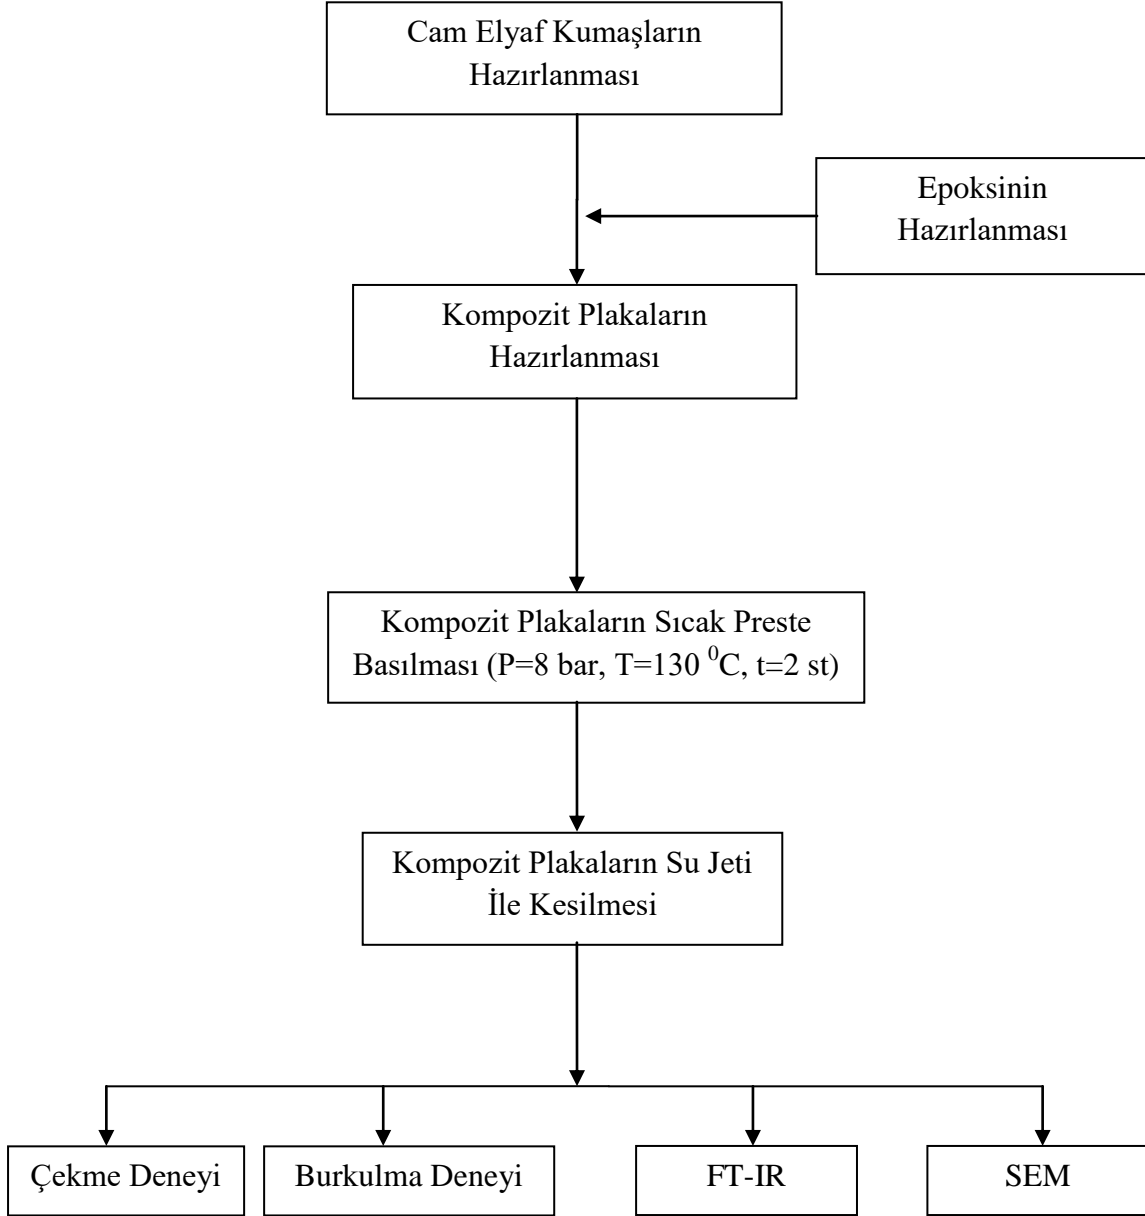 Cam Elyaf Kumaşların
Hazırlanması
Epoksinin
Hazırlanması
Kompozit Plakaların
Hazırlanması
Kompozit Plakaların Sıcak Preste
Basılması (P=8 bar, T=130 ⁰C, t=2 st)
Kompozit Plakaların Su Jeti
İle Kesilmesi
Çekme Deneyi
Burkulma Deneyi
FT-IR
SEM